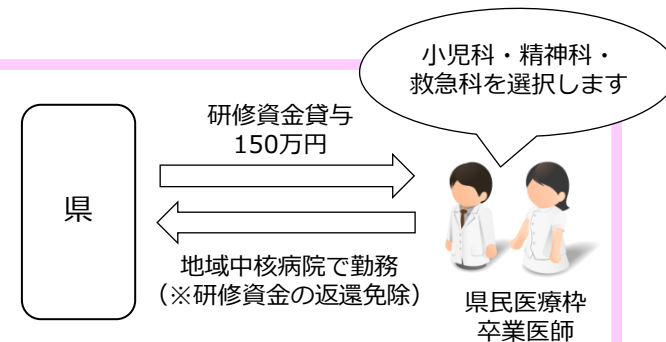 小児科・精神科・
救急科を選択します
研修資金貸与
150万円
県
地域中核病院で勤務
（※研修資金の返還免除）
県民医療枠
卒業医師